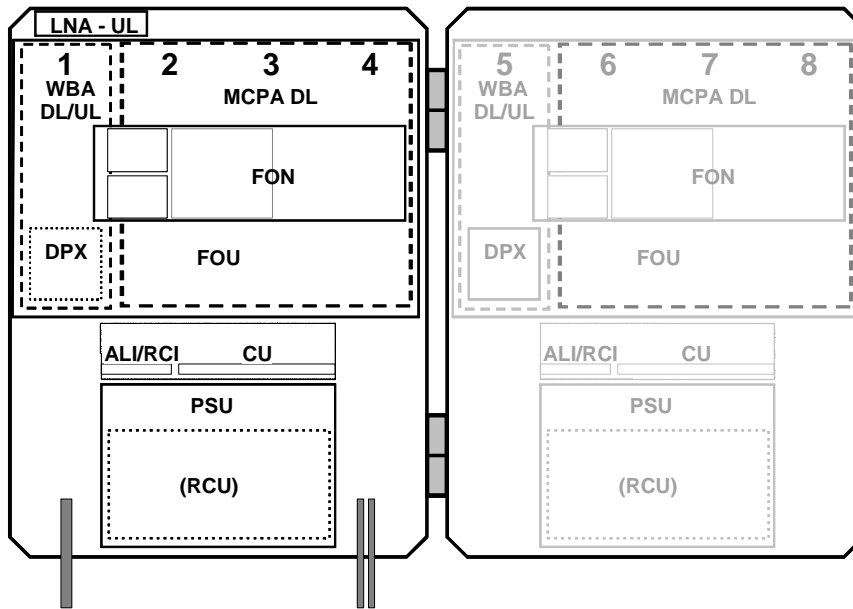 LNA - UL
1 2 3 4
WBA
DL/UL
MCPA DL
FON
DPX
FOU
ALI/RCI CU
PSU
(RCU)
5 6 7 8
WBA
DL/UL
MCPA DL
FON
DPX
FOU
ALI/RCI CU
PSU
(RCU)